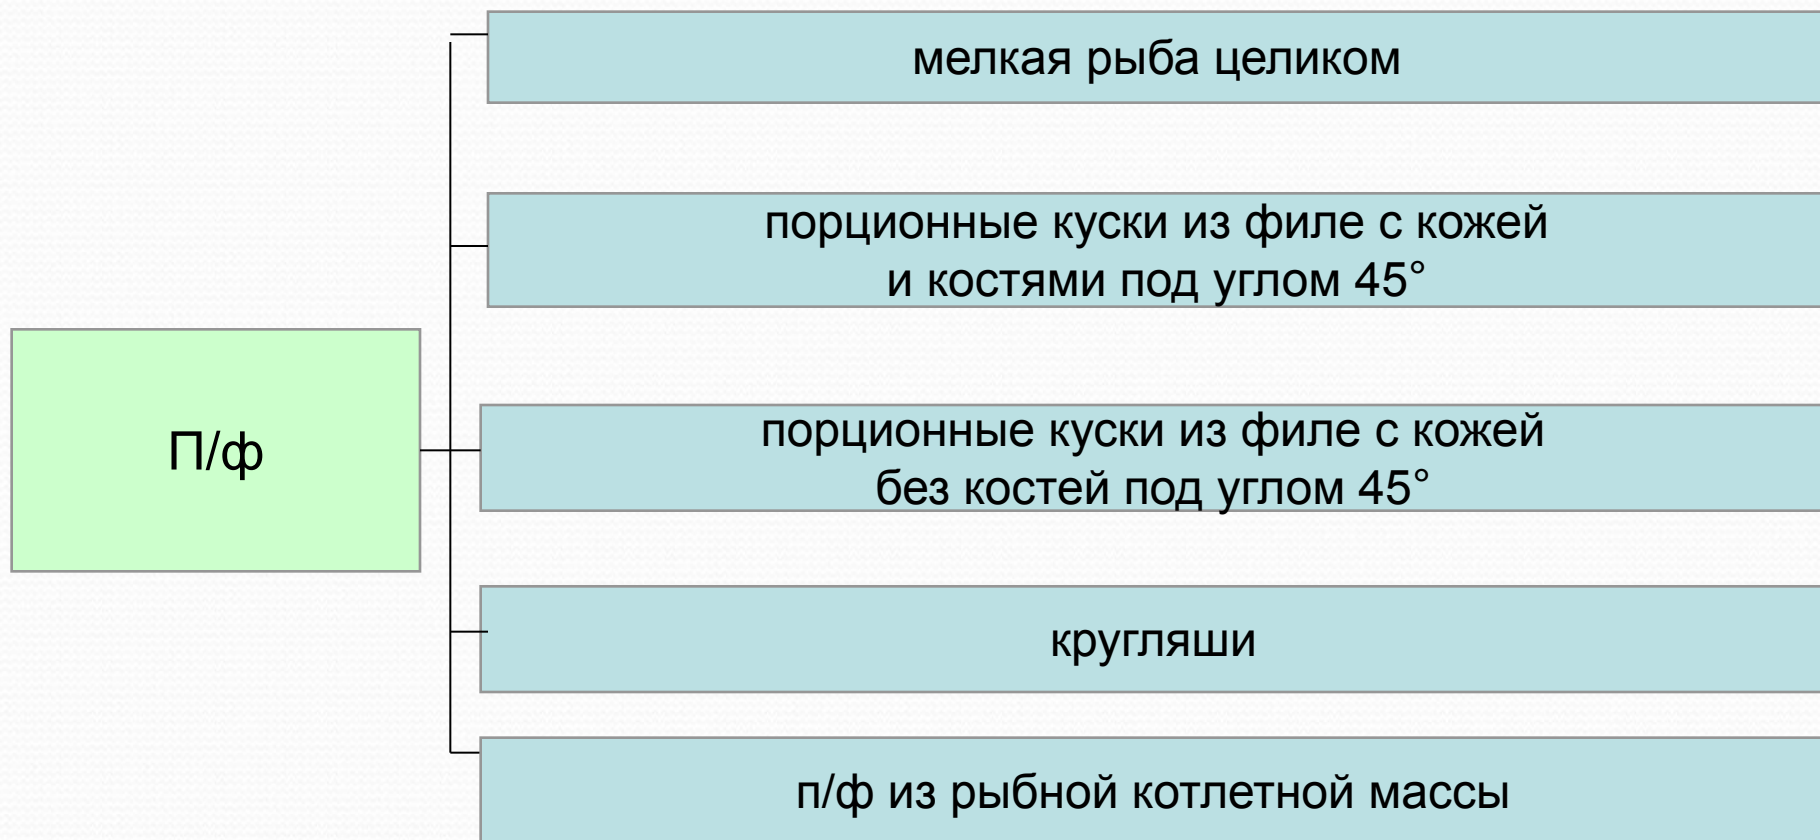 мелкая рыба целиком
порционные куски из филе с кожей
и костями под углом 45°
П/ф
порционные куски из филе с кожей
без костей под углом 45°
кругляши
п/ф из рыбной котлетной массы